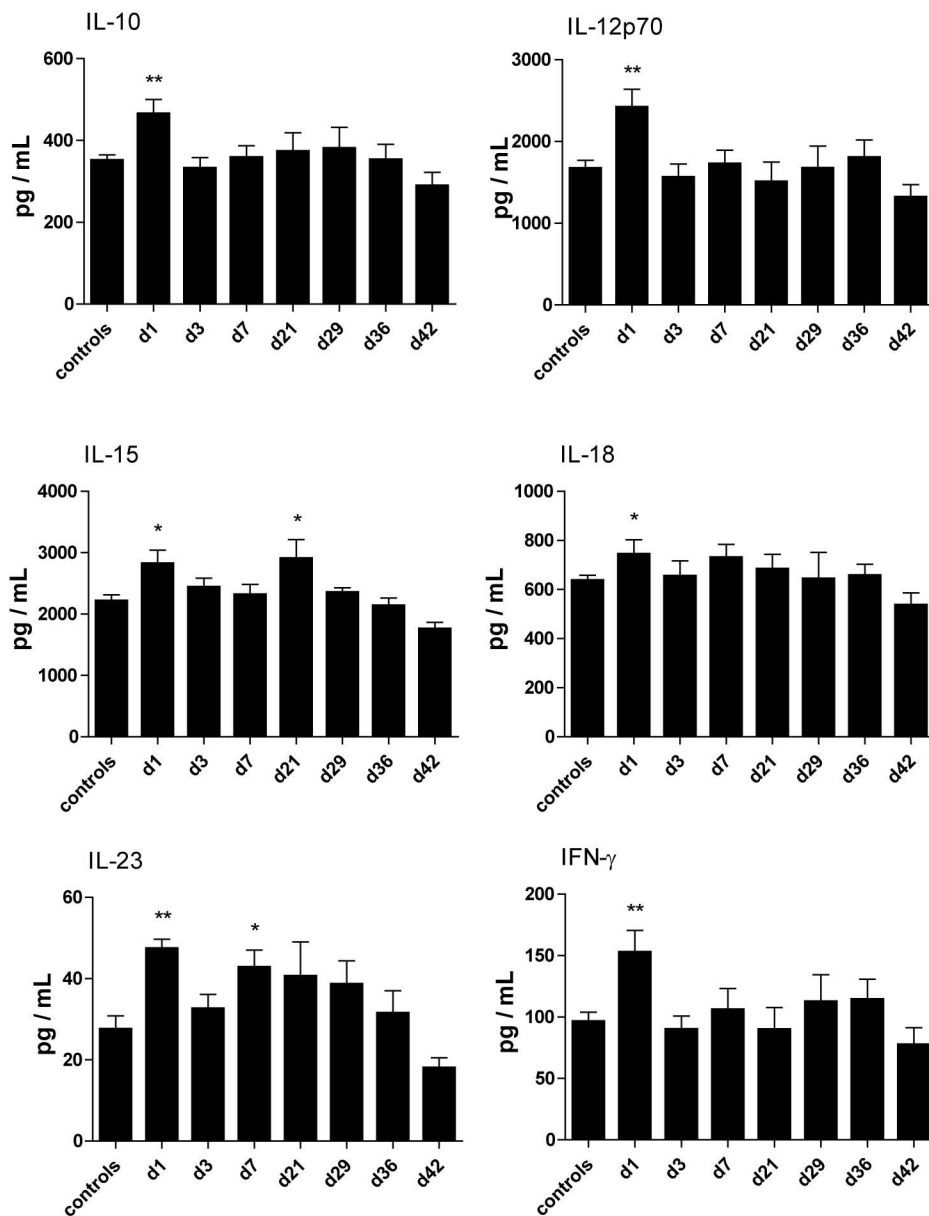 IL-10
600
400
200
0
pg / mL
**
controls d1 d3 d7 d21 d29 d36 d42
IL-12p70
3000
2000
1000
0
pg / mL
**
controls d1 d3 d7 d21 d29 d36 d42
IL-15
4000
3000
2000
1000
0
pg / mL
* *
controls d1 d3 d7 d21 d29 d36 d42
IL-18
1000
800
600
400
200
0
pg / mL
*
controls d1 d3 d7 d21 d29 d36 d42
IL-23
60
40
20
0
pg / mL
** *
controls d1 d3 d7 d21 d29 d36 d42
IFN-γ
200
150
100
50
0
pg / mL
**
controls d1 d3 d7 d21 d29 d36 d42